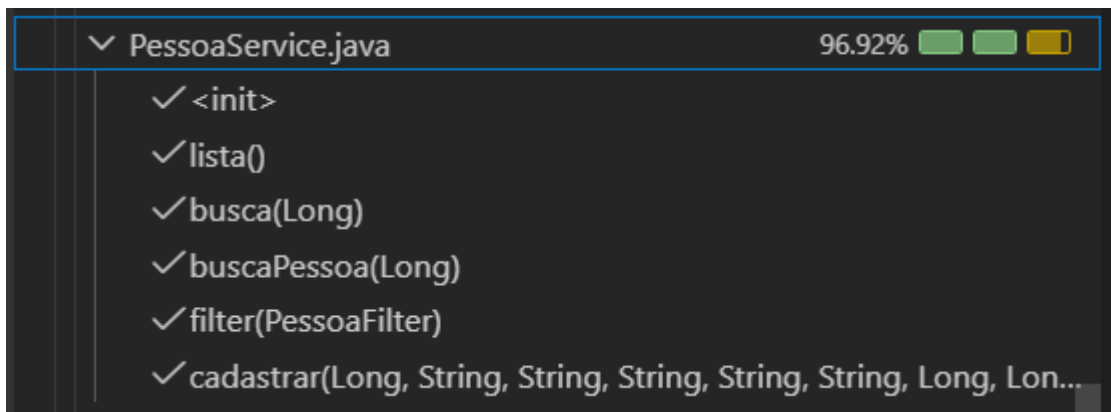 PessoaService.java 96.92%
<init>
lista()
busca(Long)
buscaPessoa(Long)
filter(PessoaFilter)
cadastrar(Long, String, String, String, String, String, Long, Lon...